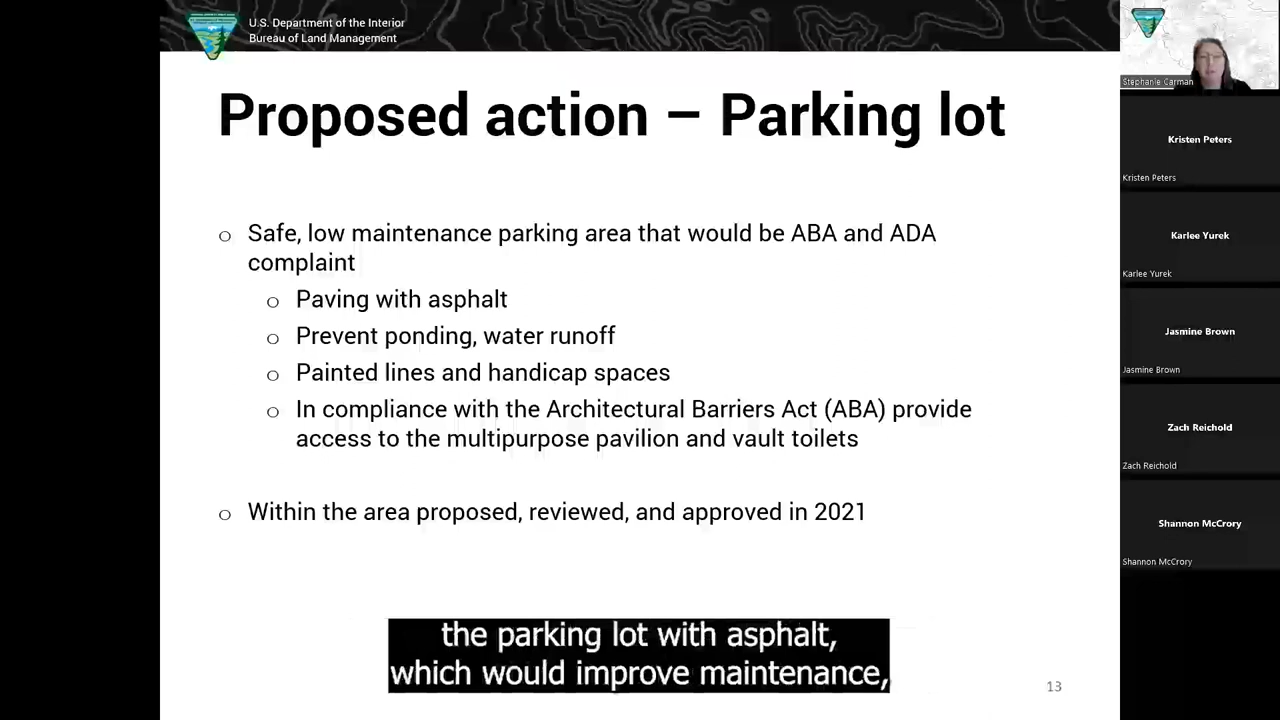 U.S. Department of the Interior
Bureau of Land Management
Proposed action – Parking lot
o Safe, low maintenance parking area that would be ABA and ADA
complaint
o Paving with asphalt
o Prevent ponding, water runoff
o Painted lines and handicap spaces
o In compliance with the Architectural Barriers Act (ABA) provide
access to the multipurpose pavilion and vault toilets
o Within the area proposed, reviewed, and approved in 2021
the parking lot with asphalt,
which would improve maintenance,
13
Stephanie Carman
Kristen Peters
Kristen Peters
Karlee Yurek
Karlee Yurek
Jasmine Brown
Jasmine Brown
Zach Reichold
Zach Reichold
Shannon McCrory
Shannon McCrory